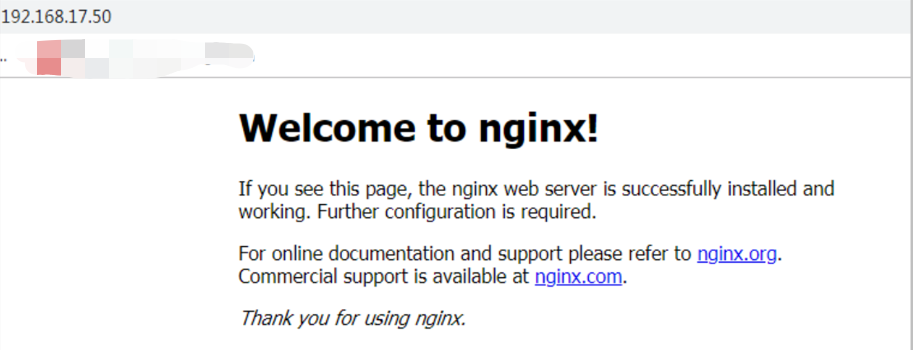 192.168.17.50
..
Welcome to nginx!
If you see this page, the nginx web server is successfully installed and
working. Further configuration is required.
For online documentation and support please refer to nginx.org.
Commercial support is available at nginx.com.
Thank you for using nginx.